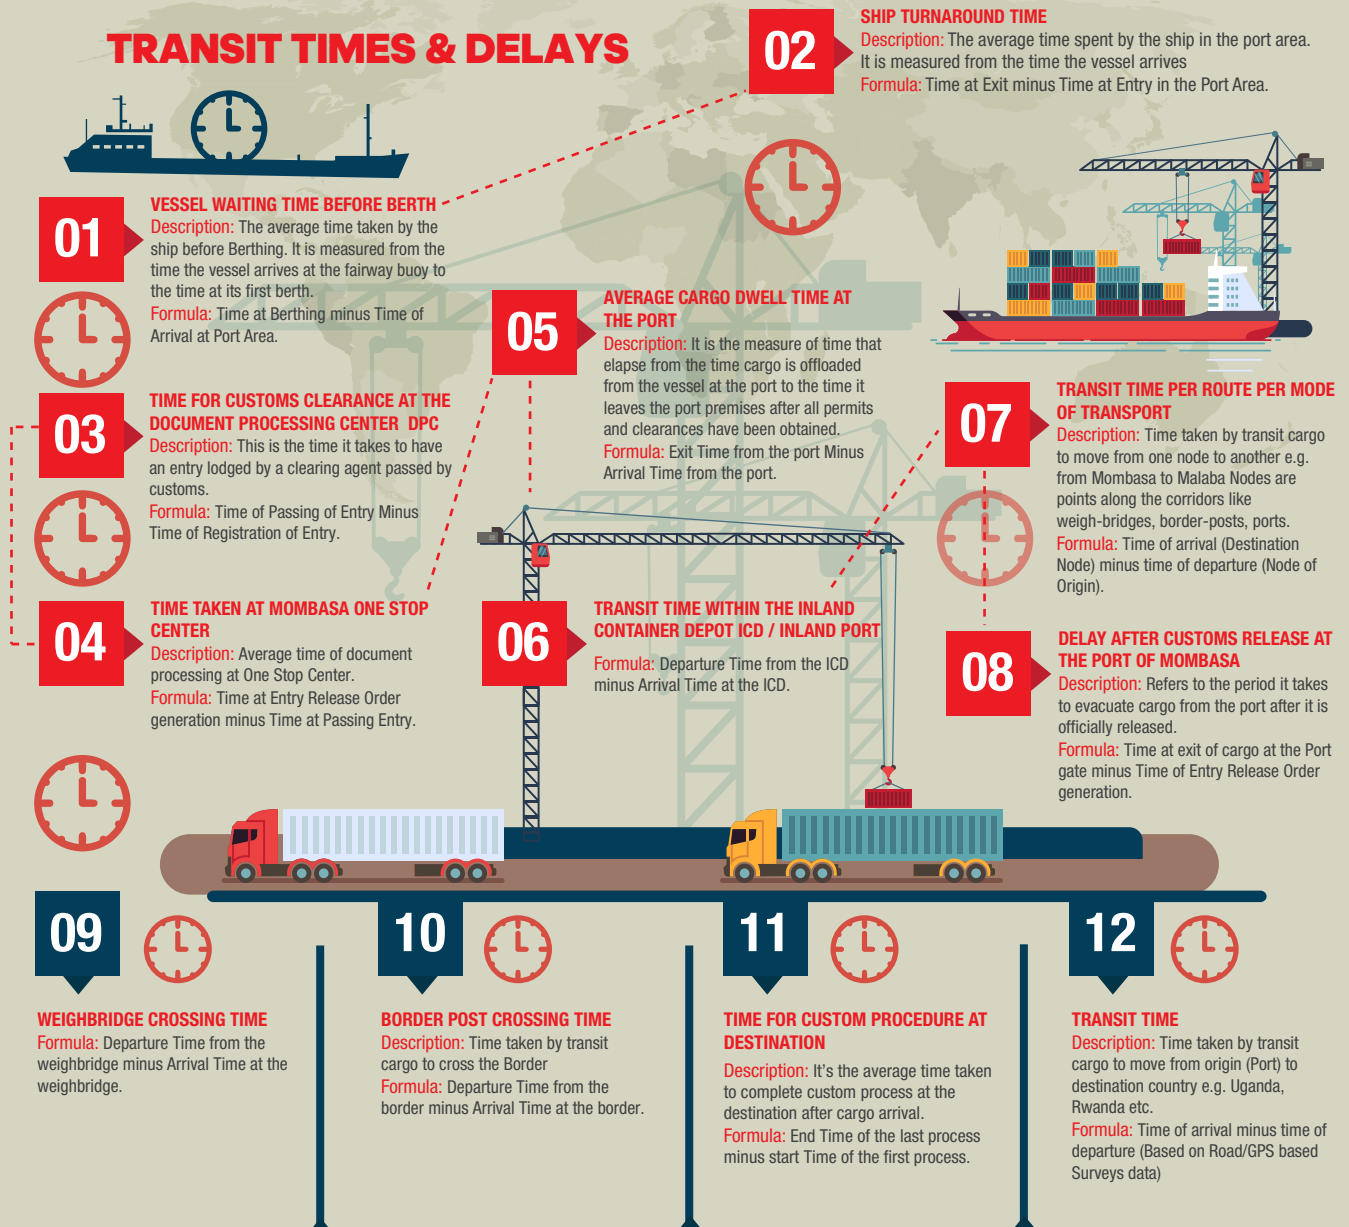 TRANSIT TIMES & DELAYS
01
VESSEL WAITING TIME BEFORE BERTH
Description: The average time taken by the
ship before Berthing. It is measured from the
time the vessel arrives at the fairway buoy to
the time at its first berth.
Formula: Time at Berthing minus Time of
Arrival at Port Area.
02
SHIP TURNAROUND TIME
Description: The average time spent by the ship in the port area.
It is measured from the time the vessel arrives
Formula: Time at Exit minus Time at Entry in the Port Area.
03
TIME FOR CUSTOMS CLEARANCE AT THE
DOCUMENT PROCESSING CENTER DPC
Description: This is the time it takes to have
an entry lodged by a clearing agent passed by
customs.
Formula: Time of Passing of Entry Minus
Time of Registration of Entry.
04
TIME TAKEN AT MOMBASA ONE STOP
CENTER
Description: Average time of document
processing at One Stop Center.
Formula: Time at Entry Release Order
generation minus Time at Passing Entry.
05
AVERAGE CARGO DWELL TIME AT
THE PORT
Description: It is the measure of time that
elapse from the time cargo is offloaded
from the vessel at the port to the time it
leaves the port premises after all permits
and clearances have been obtained.
Formula: Exit Time from the port Minus
Arrival Time from the port.
06
TRANSIT TIME WITHIN THE INLAND
CONTAINER DEPOT ICD / INLAND PORT
Formula: Departure Time from the ICD
minus Arrival Time at the ICD.
07
TRANSIT TIME PER ROUTE PER MODE
OF TRANSPORT
Description: Time taken by transit cargo
to move from one node to another e.g.
from Mombasa to Malaba Nodes are
points along the corridors like
weigh-bridges, border-posts, ports.
Formula: Time of arrival (Destination
Node) minus time of departure (Node of
Origin).
08
DELAY AFTER CUSTOMS RELEASE AT
THE PORT OF MOMBASA
Description: Refers to the period it takes
to evacuate cargo from the port after it is
officially released.
Formula: Time at exit of cargo at the Port
gate minus Time of Entry Release Order
generation.
09
WEIGHBRIDGE CROSSING TIME
Formula: Departure Time from the
weighbridge minus Arrival Time at the
weighbridge.
10
BORDER POST CROSSING TIME
Description: Time taken by transit
cargo to cross the Border
Formula: Departure Time from the
border minus Arrival Time at the border.
11
TIME FOR CUSTOM PROCEDURE AT
DESTINATION
Description: It's the average time taken
to complete custom process at the
destination after cargo arrival.
Formula: End Time of the last process
minus start Time of the first process.
12
TRANSIT TIME
Description: Time taken by transit
cargo to move from origin (Port) to
destination country e.g. Uganda,
Rwanda etc.
Formula: Time of arrival minus time of
departure (Based on Road/GPS based
Surveys data)